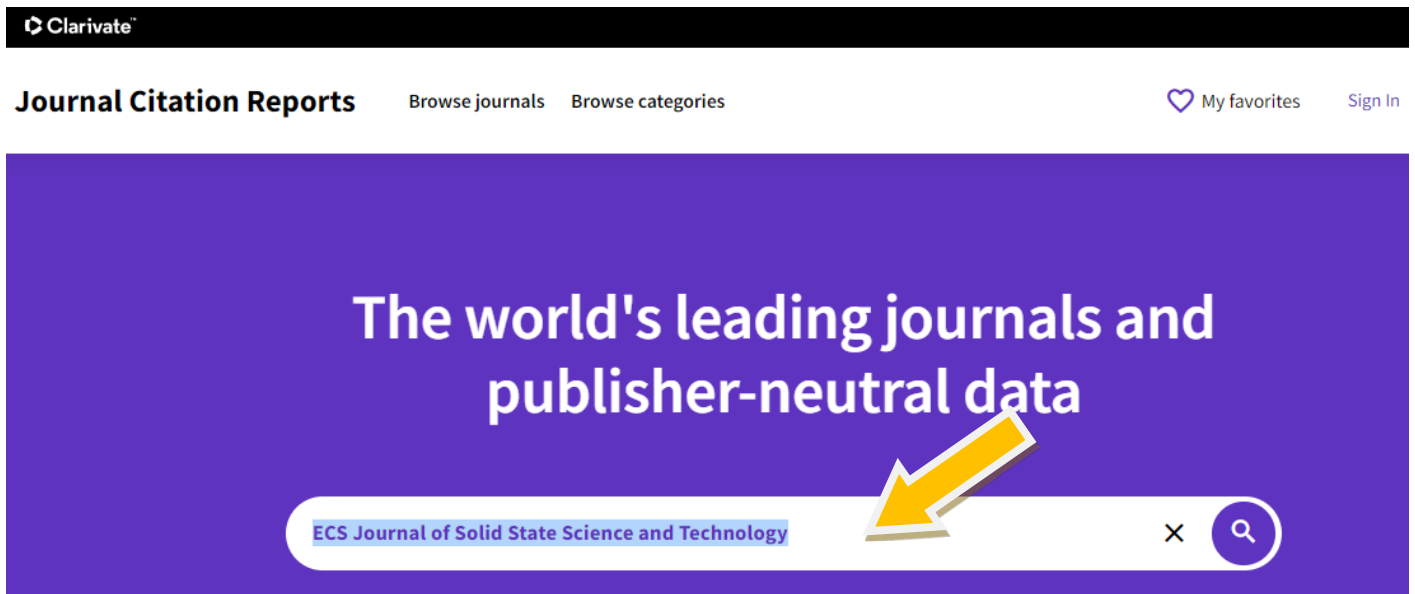 Clarivate™
Journal Citation Reports Browse journals Browse categories My favorites Sign In
The world's leading journals and
publisher-neutral data
ECS Journal of Solid State Science and Technology